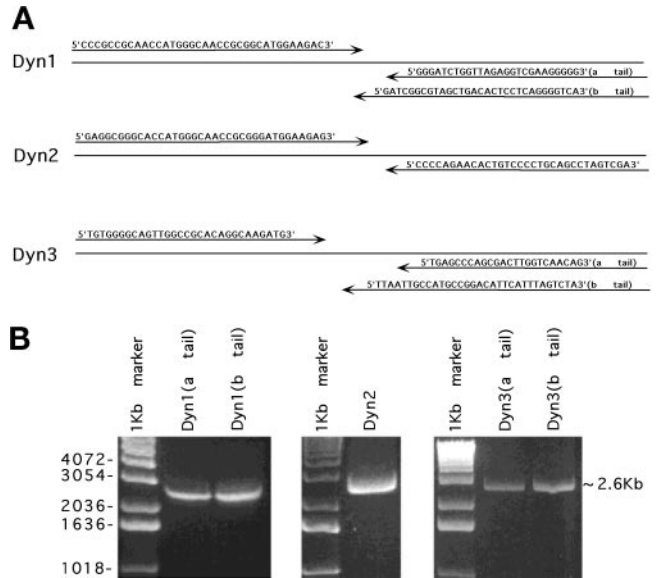 A
5'CCCGCCGCAACCATGGGCAACCGCGGCATGGAAGAC3'
Dyn1
5'GGGATCTGGTTAGAGGTCGAAGGGGG3'(a tail)
5'GATCGGCGTAGCTGACACTCCTCAGGGGTCA3'(b tail)
5'GAGGCGGGCACCATGGGCAACCGCGGGATGGAAGAG3'
Dyn2
5'CCCCAGAACACTGTCCCCTGCAGCCTAGTCGA3'
5'TGTGGGGCAGTTGGCCGCACAGGCAAGATG3'
Dyn3
5'TGAGCCCAGCGACTTGGTCAACAG3'(a tail)
5'TTAATTGCCATGCCGGACATTCATTTAGTCTA3'(b tail)
B
1Kb marker
Dyn1(a tail)
Dyn1(b tail)
1Kb marker
Dyn2
1Kb marker
Dyn3(a tail)
Dyn3(b tail)
4072-
3054-
2036-
1636-
1018-
~2.6Kb